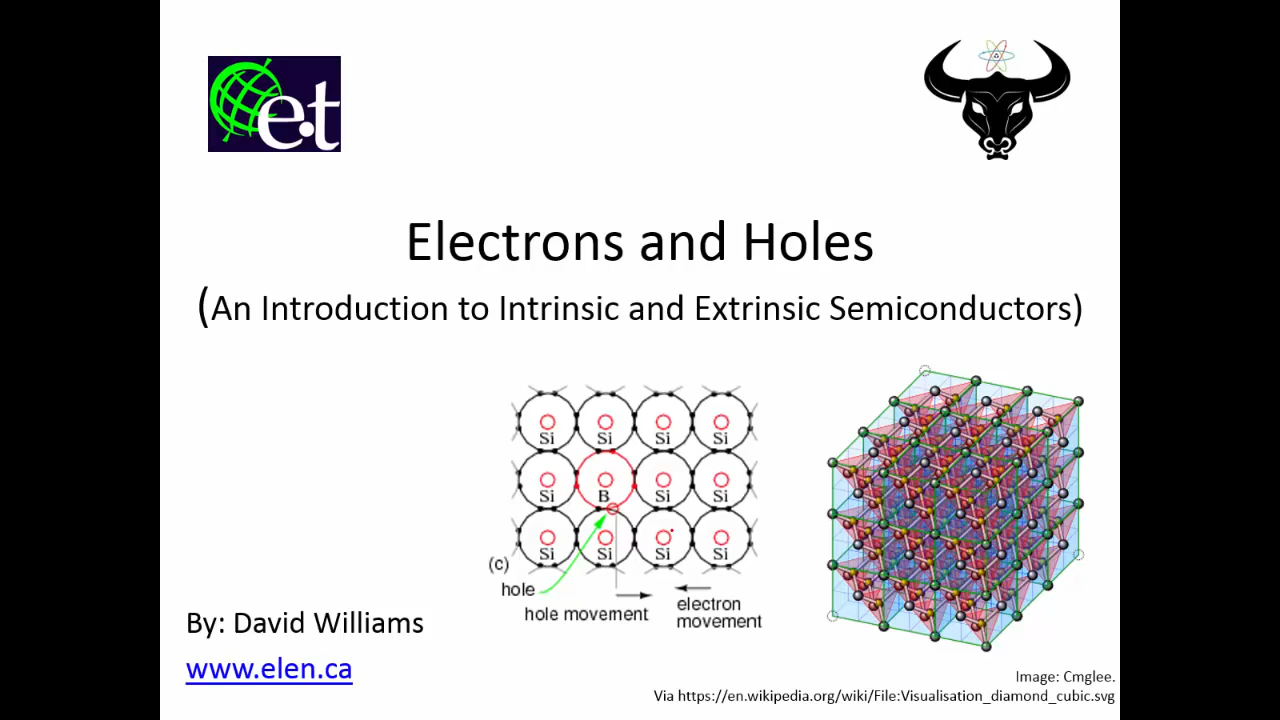 e.t
Electrons and Holes
(An Introduction to Intrinsic and Extrinsic Semiconductors)
Si Si Si Si
Si B Si Si
Si Si Si Si
(c)
hole
hole movement
electron
movement
By: David Williams
www.elen.ca
Image: Cmglee.
Via https://en.wikipedia.org/wiki/File:Visualisation_diamond_cubic.svg